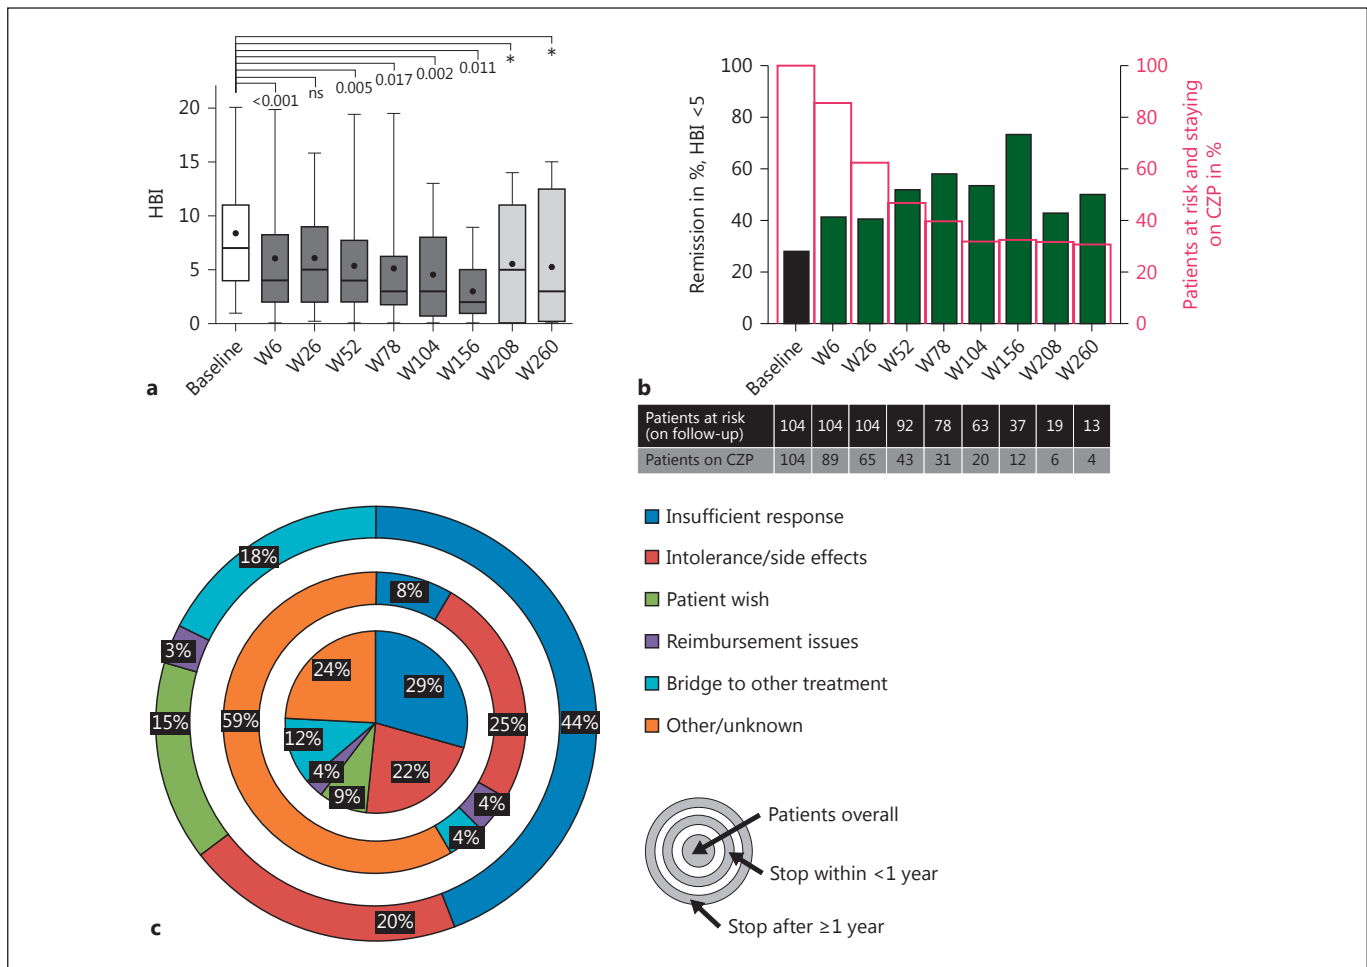 * *
<0.001 ns 0.005 0.017 0.002 0.011
HBI
20
15
10
5
0
Baseline W6 W26 W52 W78 W104 W156 W208 W260
a
Remission in %, HBI <5
100
80
60
40
20
0
100
80
60
40
20
0
Patients at risk and staying
on CZP in %
Baseline W6 W26 W52 W78 W104 W156 W208 W260
b
Patients at risk
(on follow-up) 104 104 104 92 78 63 37 19 13
Patients on CZP 104 89 65 43 31 20 12 6 4
18%
3%
15%
20%
44%
8%
25%
4%
4%
59%
24%
29%
12%
4%
9%
22%
c
Insufficient response
Intolerance/side effects
Patient wish
Reimbursement issues
Bridge to other treatment
Other/unknown
Patients overall
Stop within <1 year
Stop after ≥1 year